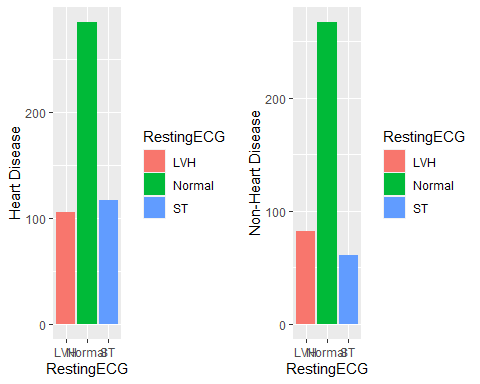 Heart Disease
200
100
0
LVH Normal ST
RestingECG
RestingECG
LVH
Normal
ST
Non-Heart Disease
200
100
0
LVH Normal ST
RestingECG
RestingECG
LVH
Normal
ST